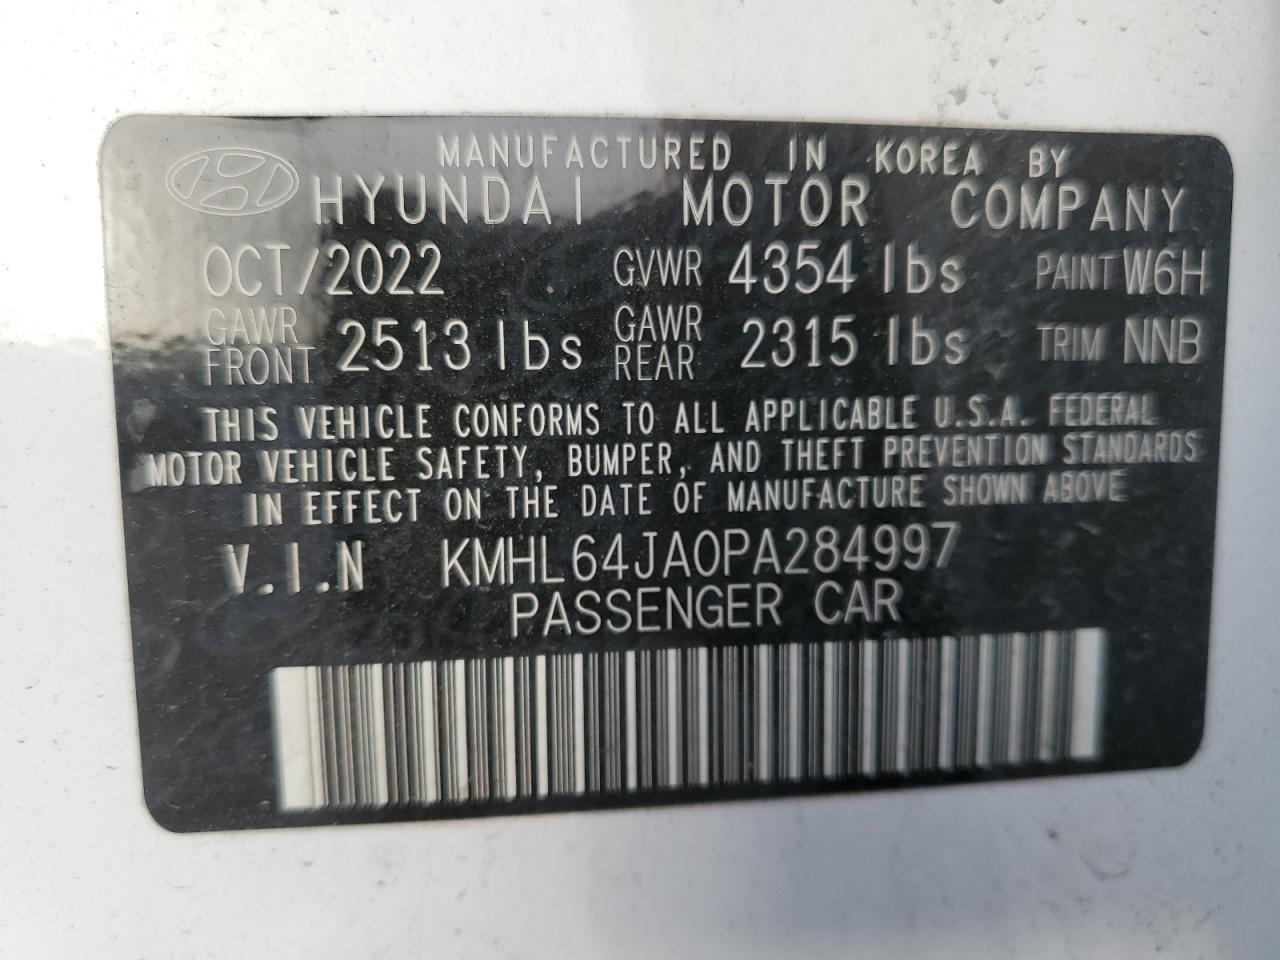 MANUFACTURED IN KOREA BY
HYUNDAI MOTOR COMPANY
OCT/2022 GVWR 4354 lbs PAINT W6H
GAWR FRONT 2513 lbs GAWR REAR 2315 lbs TRIM NNB
THIS VEHICLE CONFORMS TO ALL APPLICABLE U.S.A. FEDERAL
MOTOR VEHICLE SAFETY, BUMPER, AND THEFT PREVENTION STANDARDS
IN EFFECT ON THE DATE OF MANUFACTURE SHOWN ABOVE
V.I.N KMHL64JA0PA284997
PASSENGER CAR